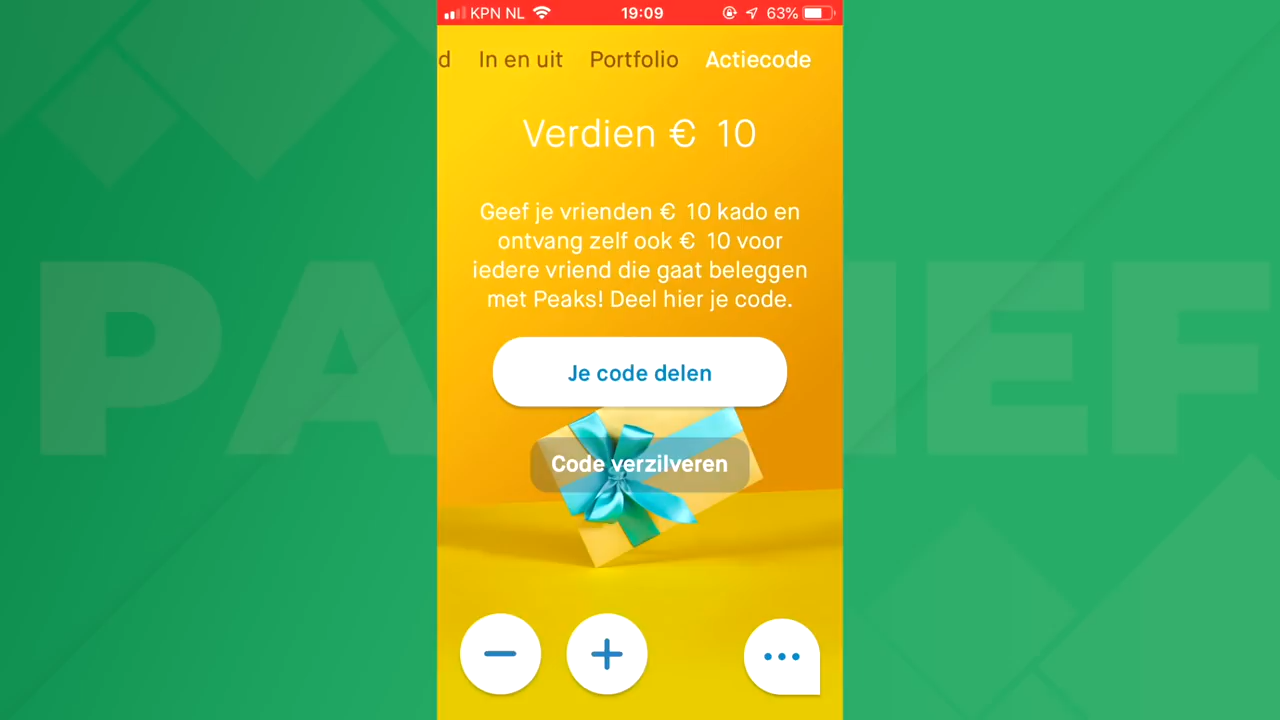 KPN NL 19:09 63%
d In en uit Portfolio Actiecode
Verdien € 10
Geef je vrienden € 10 kado en
ontvang zelf ook € 10 voor
iedere vriend die gaat beleggen
met Peaks! Deel hier je code.
Je code delen
Code verzilveren